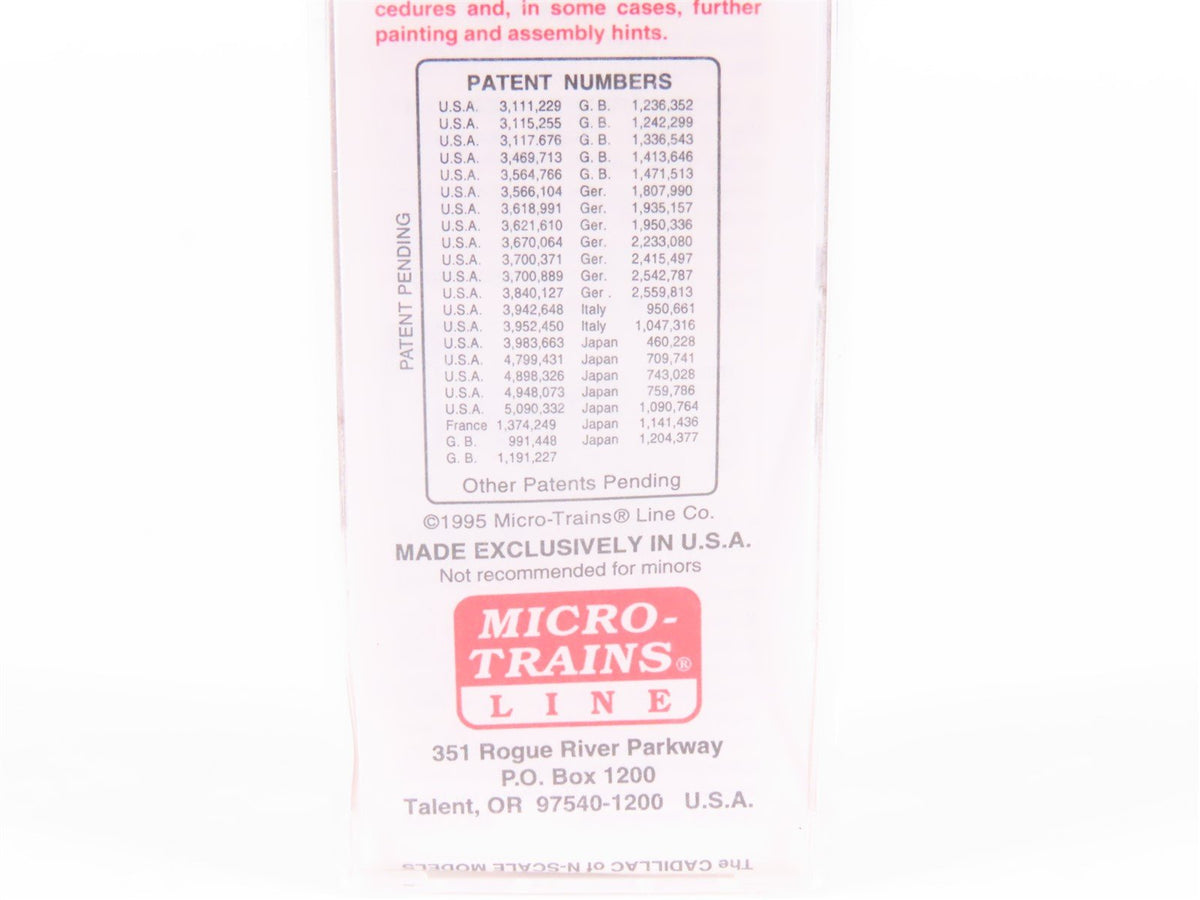 cedures and, in some cases, further
painting and assembly hints.
PATENT NUMBERS
U.S.A. 3,111,229 G. B. 1,236,352
U.S.A. 3,115,255 G. B. 1,242,299
U.S.A. 3,117.676 G. B. 1,336,543
U.S.A. 3,469,713 G. B. 1,413,646
U.S.A. 3,564,766 G. B. 1,471,513
U.S.A. 3,566,104 Ger. 1,807,990
U.S.A. 3,618,991 Ger. 1,935,157
U.S.A. 3,621,610 Ger. 1,950,336
U.S.A. 3,670,064 Ger. 2,233,080
U.S.A. 3,700,371 Ger. 2,415,497
U.S.A. 3,700,889 Ger. 2,542,787
U.S.A. 3,840,127 Ger . 2,559,813
U.S.A. 3,942,648 Italy 950,661
U.S.A. 3,952,450 Italy 1,047,316
U.S.A. 3,983,663 Japan 460,228
U.S.A. 4,799,431 Japan 709,741
U.S.A. 4,898,326 Japan 743,028
U.S.A. 4,948,073 Japan 759,786
U.S.A. 5,090,332 Japan 1,090,764
France 1,374,249 Japan 1,141,436
G. B. 991,448 Japan 1,204,377
G. B. 1,191,227
Other Patents Pending
PATENT PENDING
©1995 Micro-Trains® Line Co.
MADE EXCLUSIVELY IN U.S.A.
Not recommended for minors
MICRO-
TRAINS®
LINE
351 Rogue River Parkway
P.O. Box 1200
Talent, OR 97540-1200 U.S.A.
The CADILLAC of N-SCALE MODELS